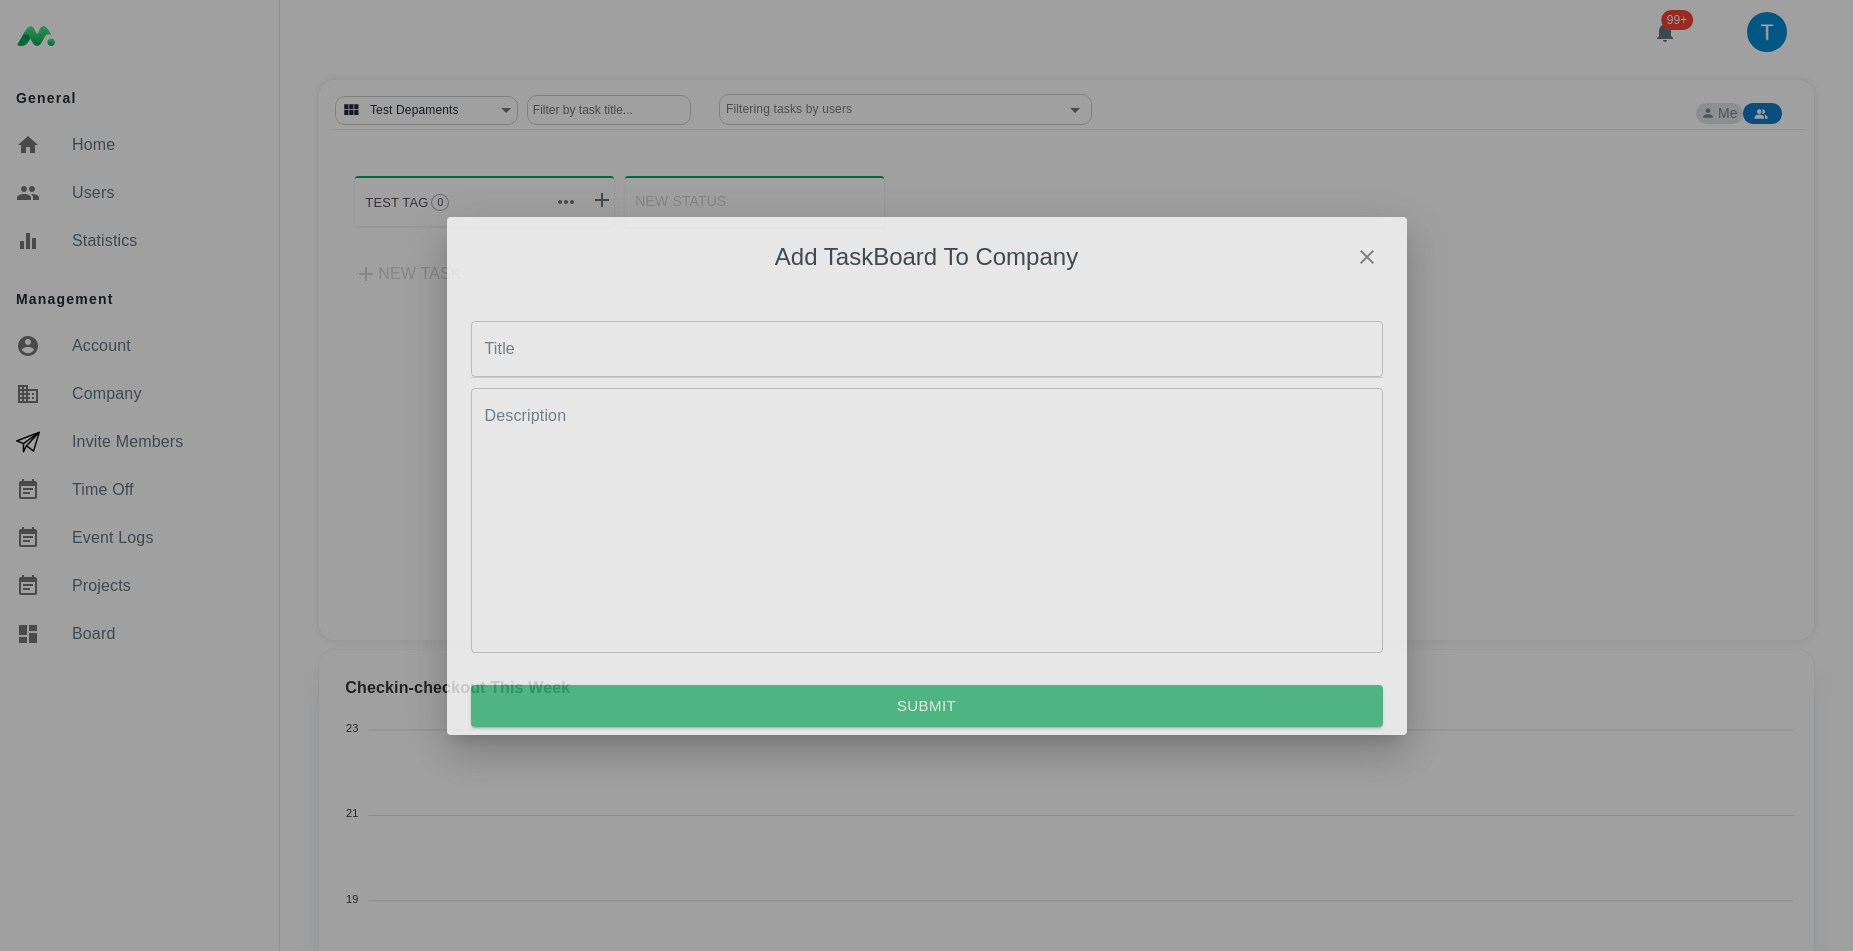 99+
T
General
Home
Users
Statistics
Management
Account
Company
Invite Members
Time Off
Event Logs
Projects
Board
Test Depaments
Filter by task title...
Filtering tasks by users
Me
TEST TAG 0
NEW STATUS
NEW TASK
Add TaskBoard To Company
Title
Description
SUBMIT
Checkin-checkout This Week
23
21
19